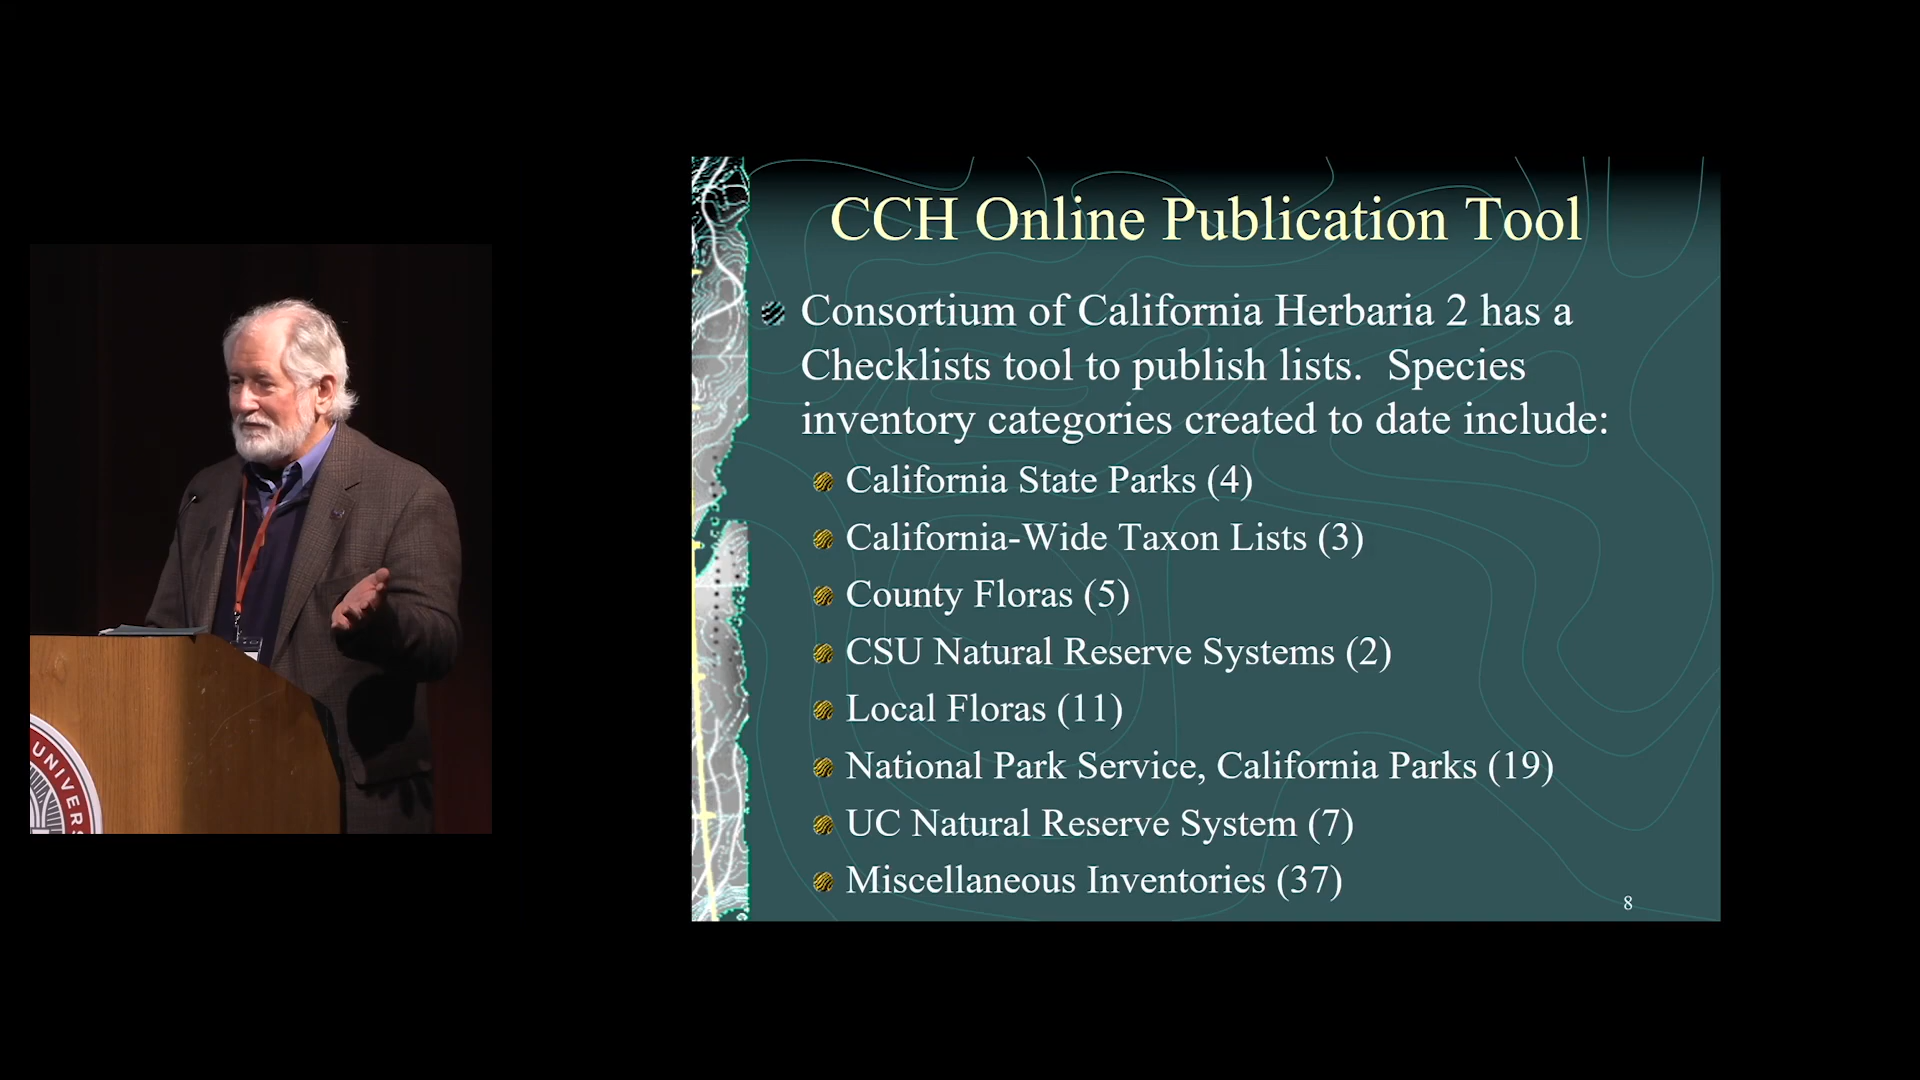 CCH Online Publication Tool
Consortium of California Herbaria 2 has a
Checklists tool to publish lists.  Species
inventory categories created to date include:
California State Parks (4)
California-Wide Taxon Lists (3)
County Floras (5)
CSU Natural Reserve Systems (2)
Local Floras (11)
National Park Service, California Parks (19)
UC Natural Reserve System (7)
Miscellaneous Inventories (37)
8
UNIVERS